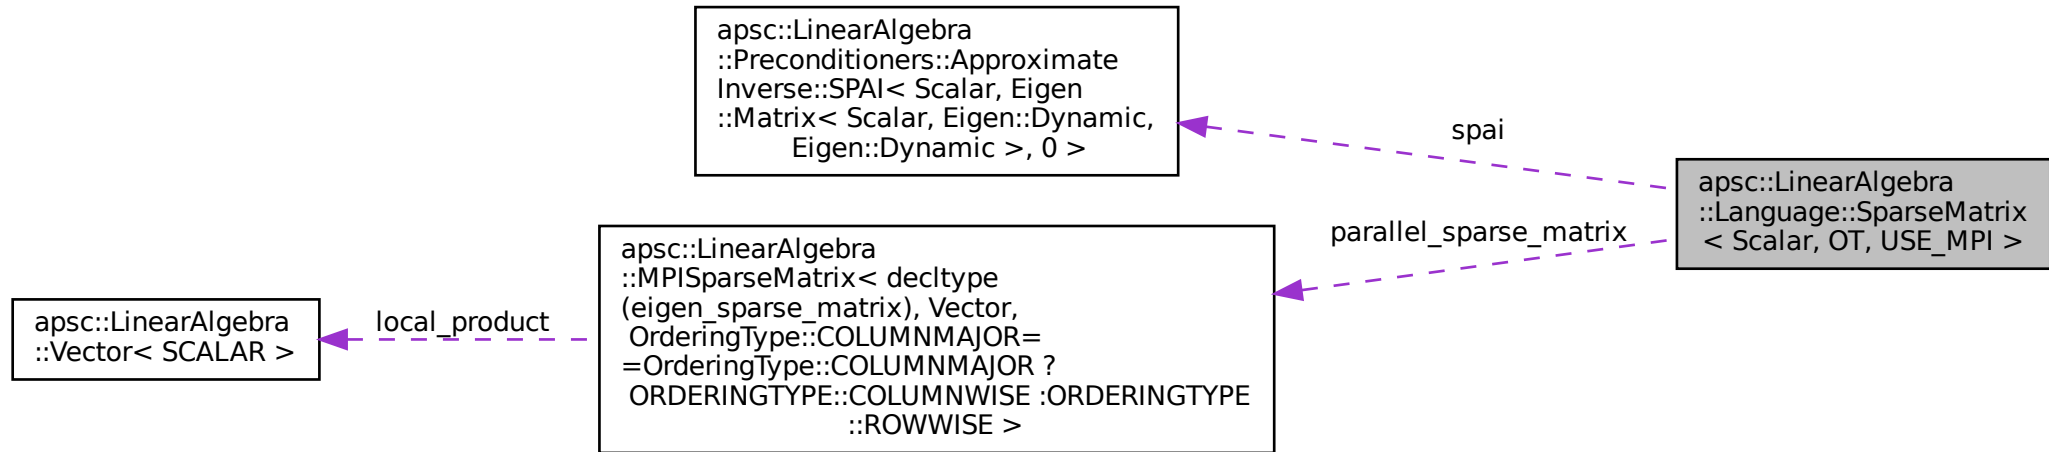 apsc::LinearAlgebra
::Preconditioners::Approximate
Inverse::SPAI< Scalar, Eigen
::Matrix< Scalar, Eigen::Dynamic,
Eigen::Dynamic >, 0 >
spai
apsc::LinearAlgebra
::Language::SparseMatrix
< Scalar, OT, USE_MPI >
parallel_sparse_matrix
apsc::LinearAlgebra
::MPISparseMatrix< decltype
(eigen_sparse_matrix), Vector,
OrderingType::COLUMNMAJOR=
=OrderingType::COLUMNMAJOR ?
ORDERINGTYPE::COLUMNWISE :ORDERINGTYPE
::ROWWISE >
local_product
apsc::LinearAlgebra
::Vector< SCALAR >